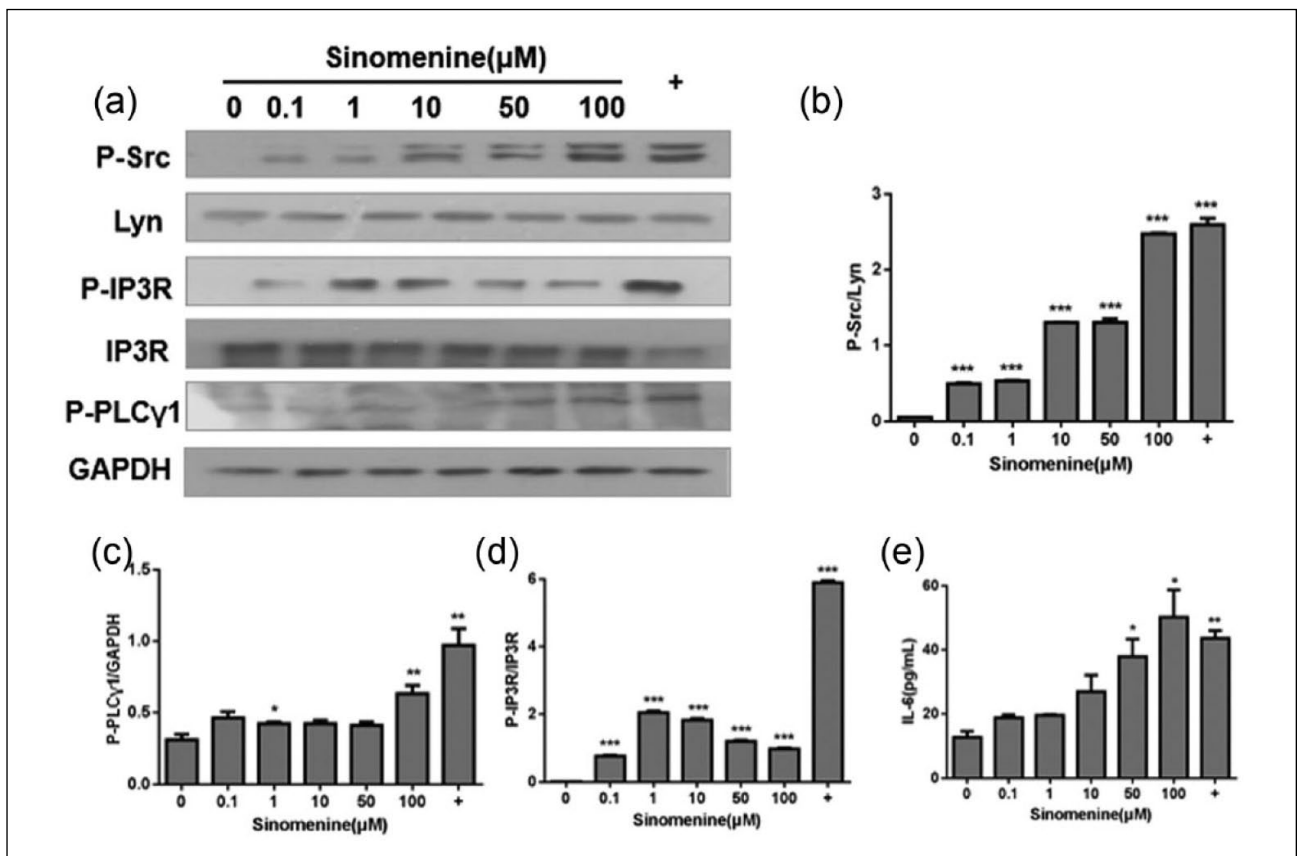 Sinomenine(μM)
+
(a)
0 0.1 1 10 50 100
P-Src
Lyn
P-IP3R
IP3R
P-PLCγ1
GAPDH
(b)
P-Src/Lyn
3
2
1
0
*** *** *** *** *** ***
0 0.1 1 10 50 100 +
Sinomenine(μM)
(c)
P-PLCγ1/GAPDH
1.5
1.0
0.5
0.0
* ** **
0 0.1 1 10 50 100 +
Sinomenine(μM)
(d)
P-IP3R/IP3R
6
4
2
0
*** *** *** *** *** ***
0 0.1 1 10 50 100 +
Sinomenine(μM)
(e)
IL-6(pg/mL)
60
40
20
0
* * **
0 0.1 1 10 50 100 +
Sinomenine(μM)